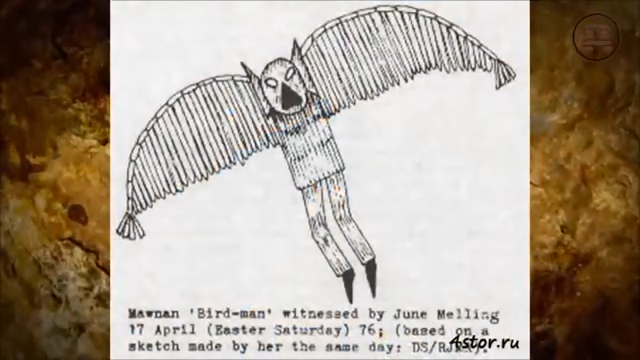 Mawnan 'Bird-man' witnessed by June Melling
17 April (Easter Saturday) 76; (based on a
sketch made by her the same day:
4stpr.ru